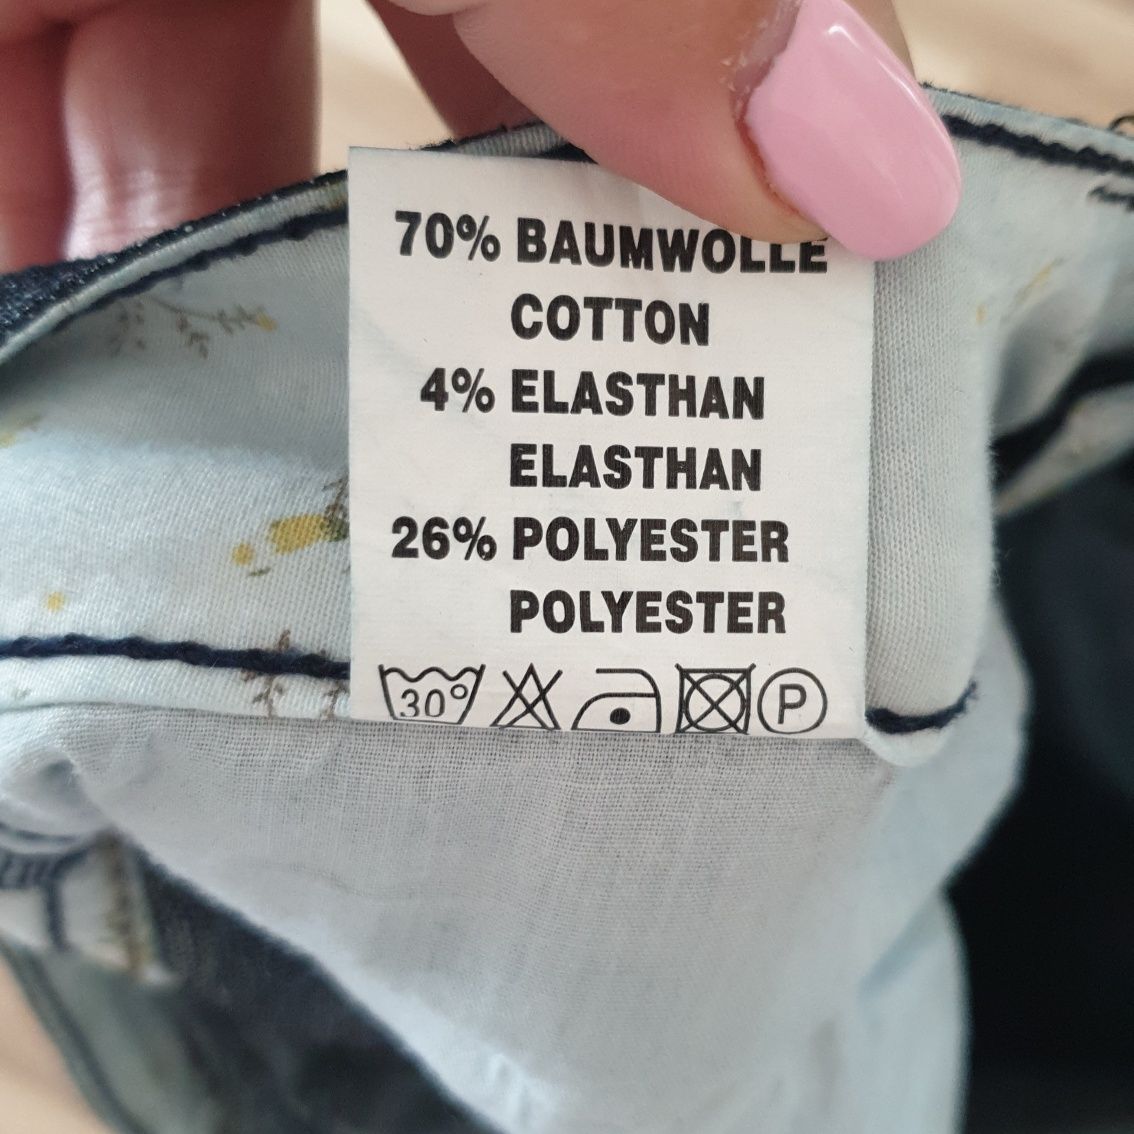 70% BAUMWOLLE
COTTON
4% ELASTHAN
ELASTHAN
26% POLYESTER
POLYESTER
30° P